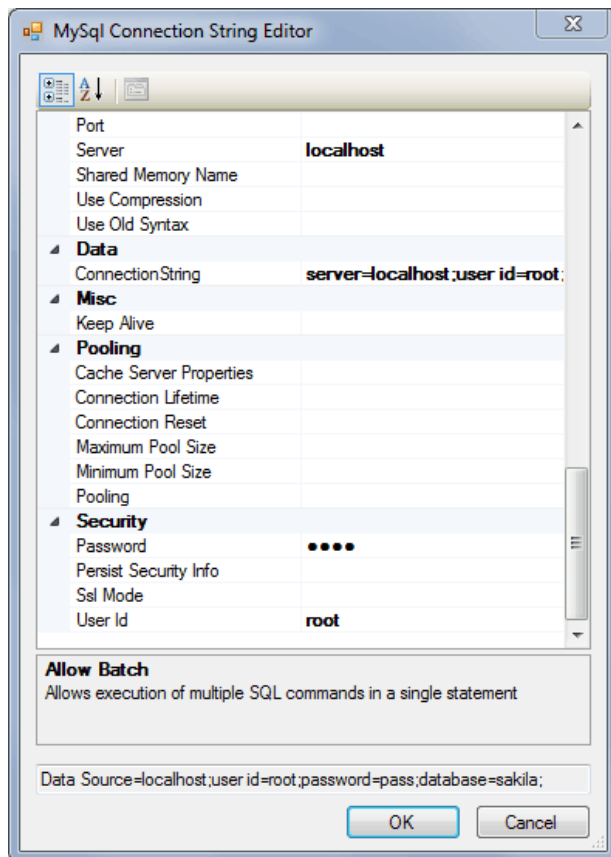 MySql Connection String Editor
Port
Server localhost
Shared Memory Name
Use Compression
Use Old Syntax
Data
ConnectionString server=localhost;user id=root;
Misc
Keep Alive
Pooling
Cache Server Properties
Connection Lifetime
Connection Reset
Maximum Pool Size
Minimum Pool Size
Pooling
Security
Password ●●●●
Persist Security Info
Ssl Mode
User Id root
Allow Batch
Allows execution of multiple SQL commands in a single statement
Data Source=localhost;user id=root;password=pass;database=sakila;
OK Cancel